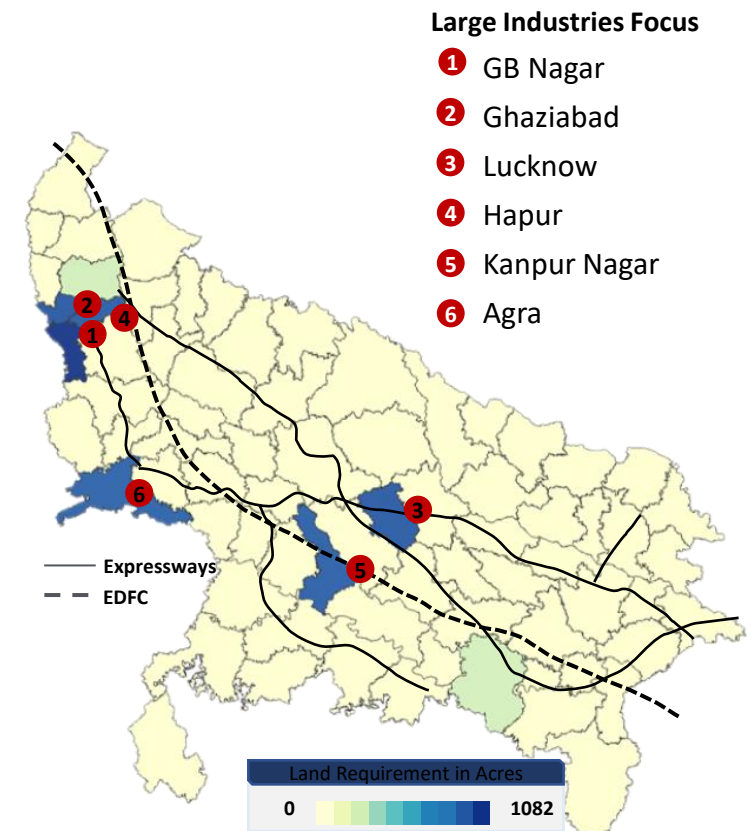 Large Industries Focus
1 GB Nagar
2 Ghaziabad
3 Lucknow
4 Hapur
5 Kanpur Nagar
6 Agra
2
4
1
6
3
5
Expressways
EDFC
Land Requirement in Acres
0 1082